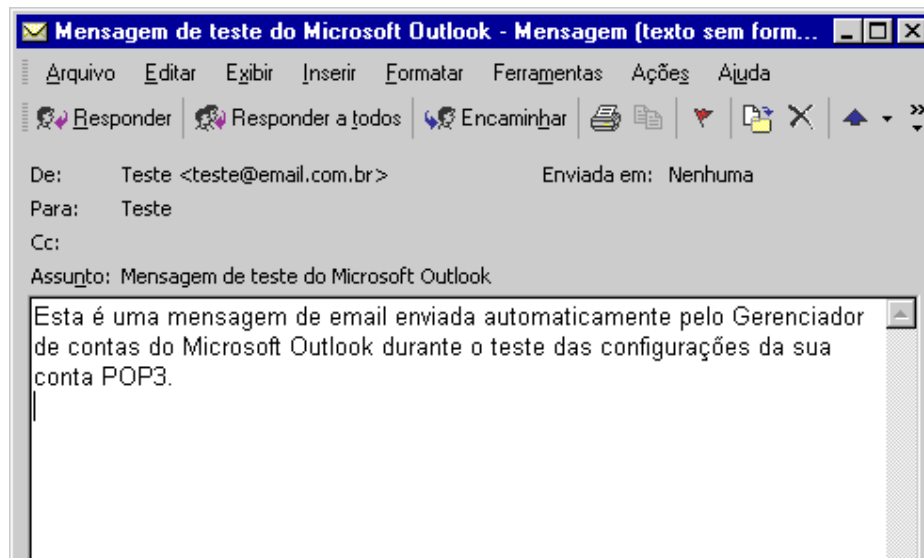 Mensagem de teste do Microsoft Outlook - Mensagem (texto sem form...
Arquivo Editar Exibir Inserir Formatar Ferramentas Ações Ajuda
Responder Responder a todos Encaminhar
De: Teste <teste@email.com.br> Enviada em: Nenhuma
Para: Teste
Cc:
Assunto: Mensagem de teste do Microsoft Outlook
Esta é uma mensagem de email enviada automaticamente pelo Gerenciador
de contas do Microsoft Outlook durante o teste das configurações da sua
conta POP3.